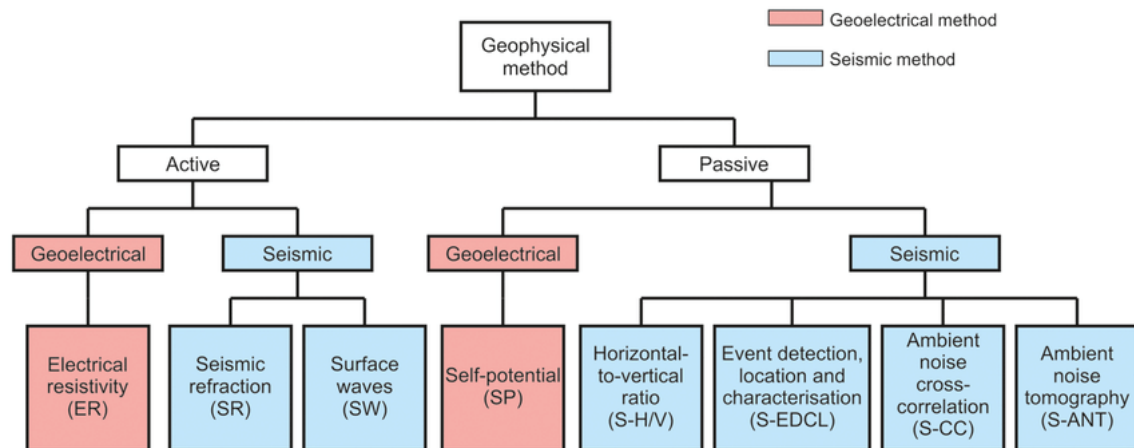 Geophysical
method
Geoelectrical method
Seismic method
Active
Passive
Geoelectrical
Seismic
Geoelectrical
Seismic
Electrical
resistivity
(ER)
Seismic
refraction
(SR)
Surface
waves
(SW)
Self-potential
(SP)
Horizontal-
to-vertical
ratio
(S-H/V)
Event detection,
location and
characterisation
(S-EDCL)
Ambient
noise
cross-
correlation
(S-CC)
Ambient
noise
tomography
(S-ANT)